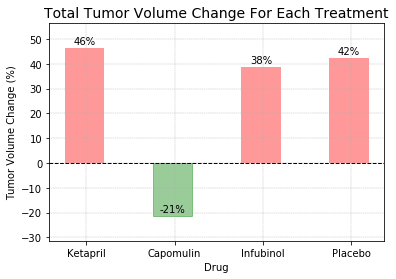 Total Tumor Volume Change For Each Treatment
Tumor Volume Change (%)
50
40
30
20
10
0
−10
−20
−30
46%
-21%
38%
42%
Ketapril
Capomulin
Infubinol
Placebo
Drug